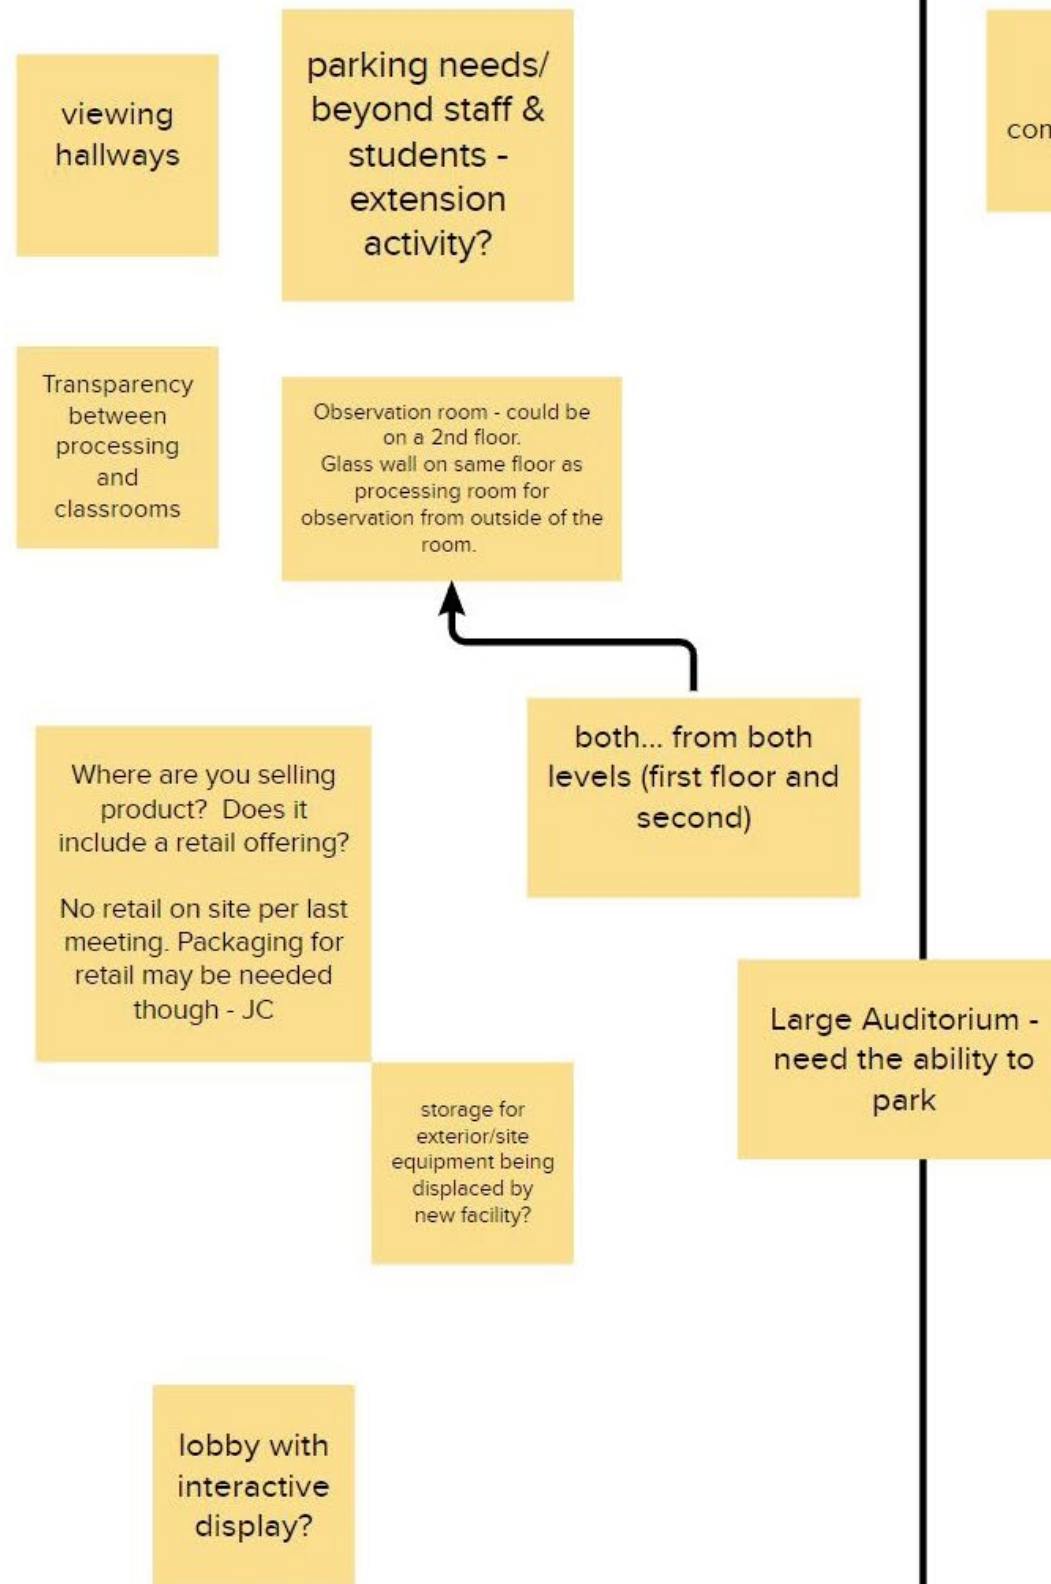 viewing
hallways
parking needs/
beyond staff &
students -
extension
activity?
Transparency
between
processing
and
classrooms
Observation room - could be
on a 2nd floor.
Glass wall on same floor as
processing room for
observation from outside of the
room.
both... from both
levels (first floor and
second)
Where are you selling
product? Does it
include a retail offering?
No retail on site per last
meeting. Packaging for
retail may be needed
though - JC
Large Auditorium -
need the ability to
park
storage for
exterior/site
equipment being
displaced by
new facility?
lobby with
interactive
display?